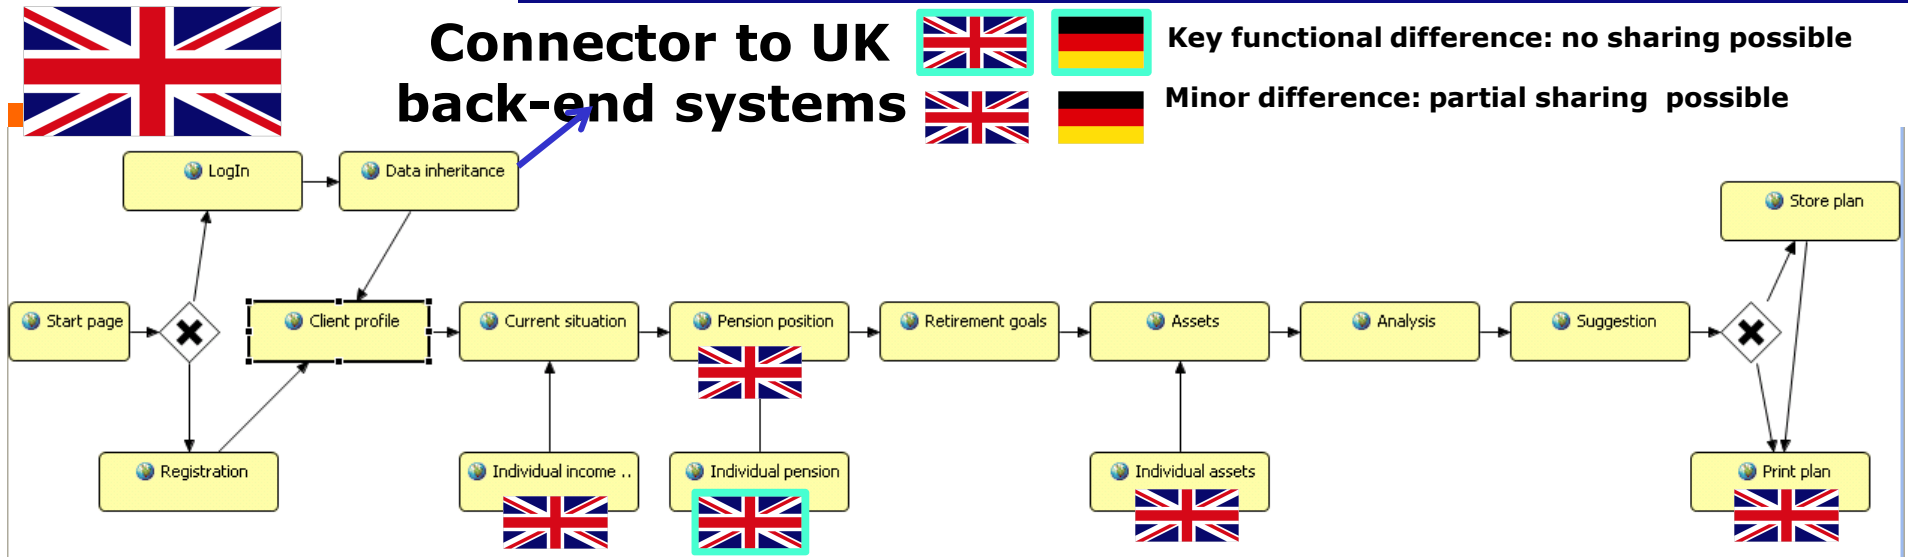 Connector to UK
back-end systems
Key functional difference: no sharing possible
Minor difference: partial sharing possible
LogIn
Data inheritance
Store plan
Start page
Client profile
Current situation
Pension position
Retirement goals
Assets
Analysis
Suggestion
Registration
Individual income ..
Individual pension
Individual assets
Print plan